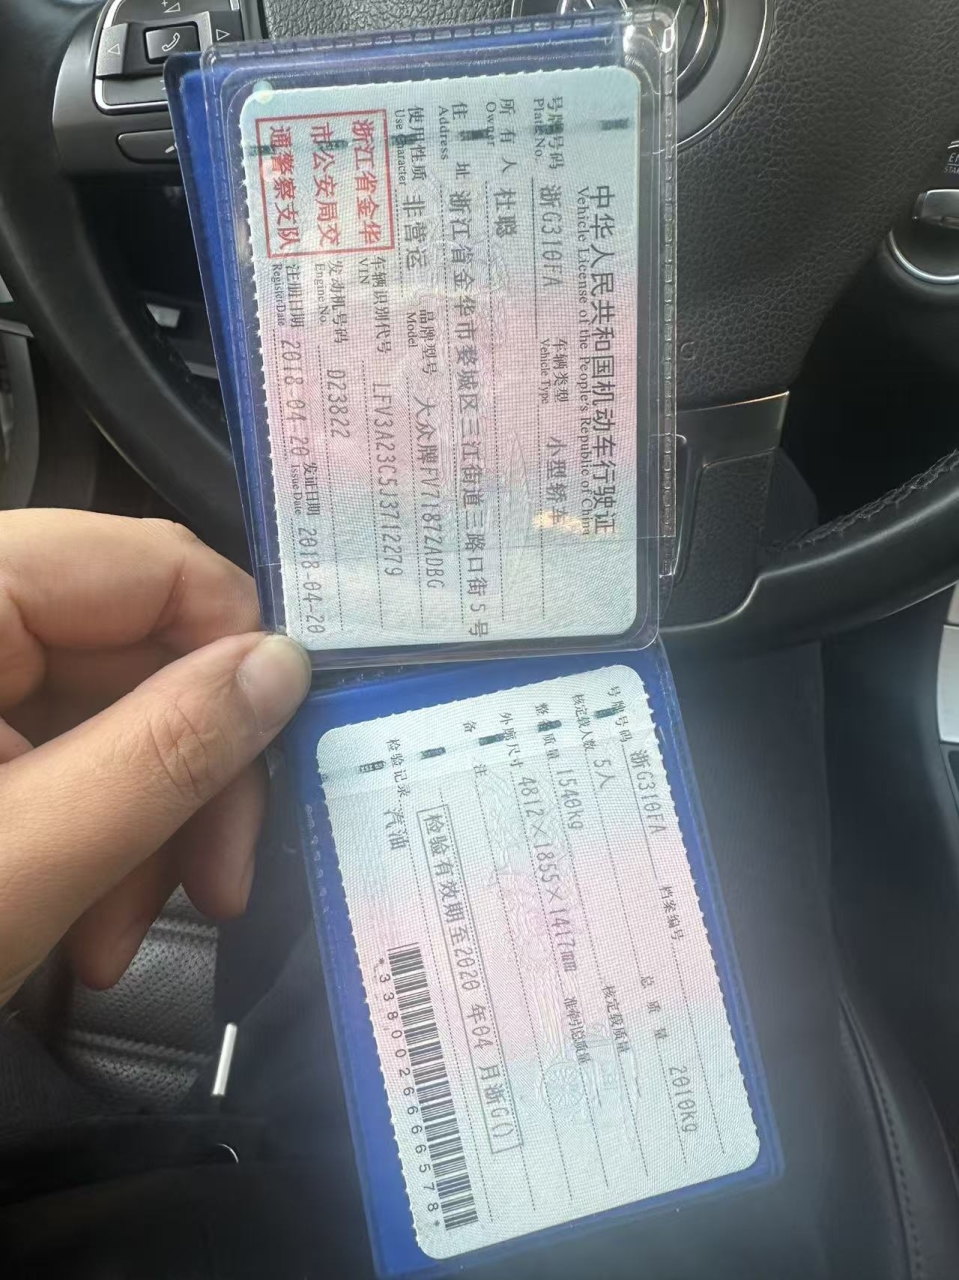 中华人民共和国机动车行驶证
Vehicle License of the People's Republic of China
号牌号码 浙G310FA 车辆类型 小型轿车
Plate No. Vehicle Type
所有人 杜聪
Owner
住址 浙江省金华市婺城区三江街道三路口街5号
Address
使用性质 非营运 品牌型号 大众牌FV7187ZADBG
Use Character Model
浙江省金华
市公安局交
通警察支队
车辆识别代号 LFV3A23C5J3712279
VIN
发动机号码 023822
Engine No.
注册日期 2018-04-20 发证日期 2018-04-20
Register Date Issue Date
号牌号码 浙G310FA 档案编号
核定载人数 5人 总质量 2010kg
整备质量 1540kg 核定载质量
外廓尺寸 4812×1855×1417mm 准牵引总质量
备注
检验有效期至2020年04月浙G()
检验记录 汽油
*3380026666578*